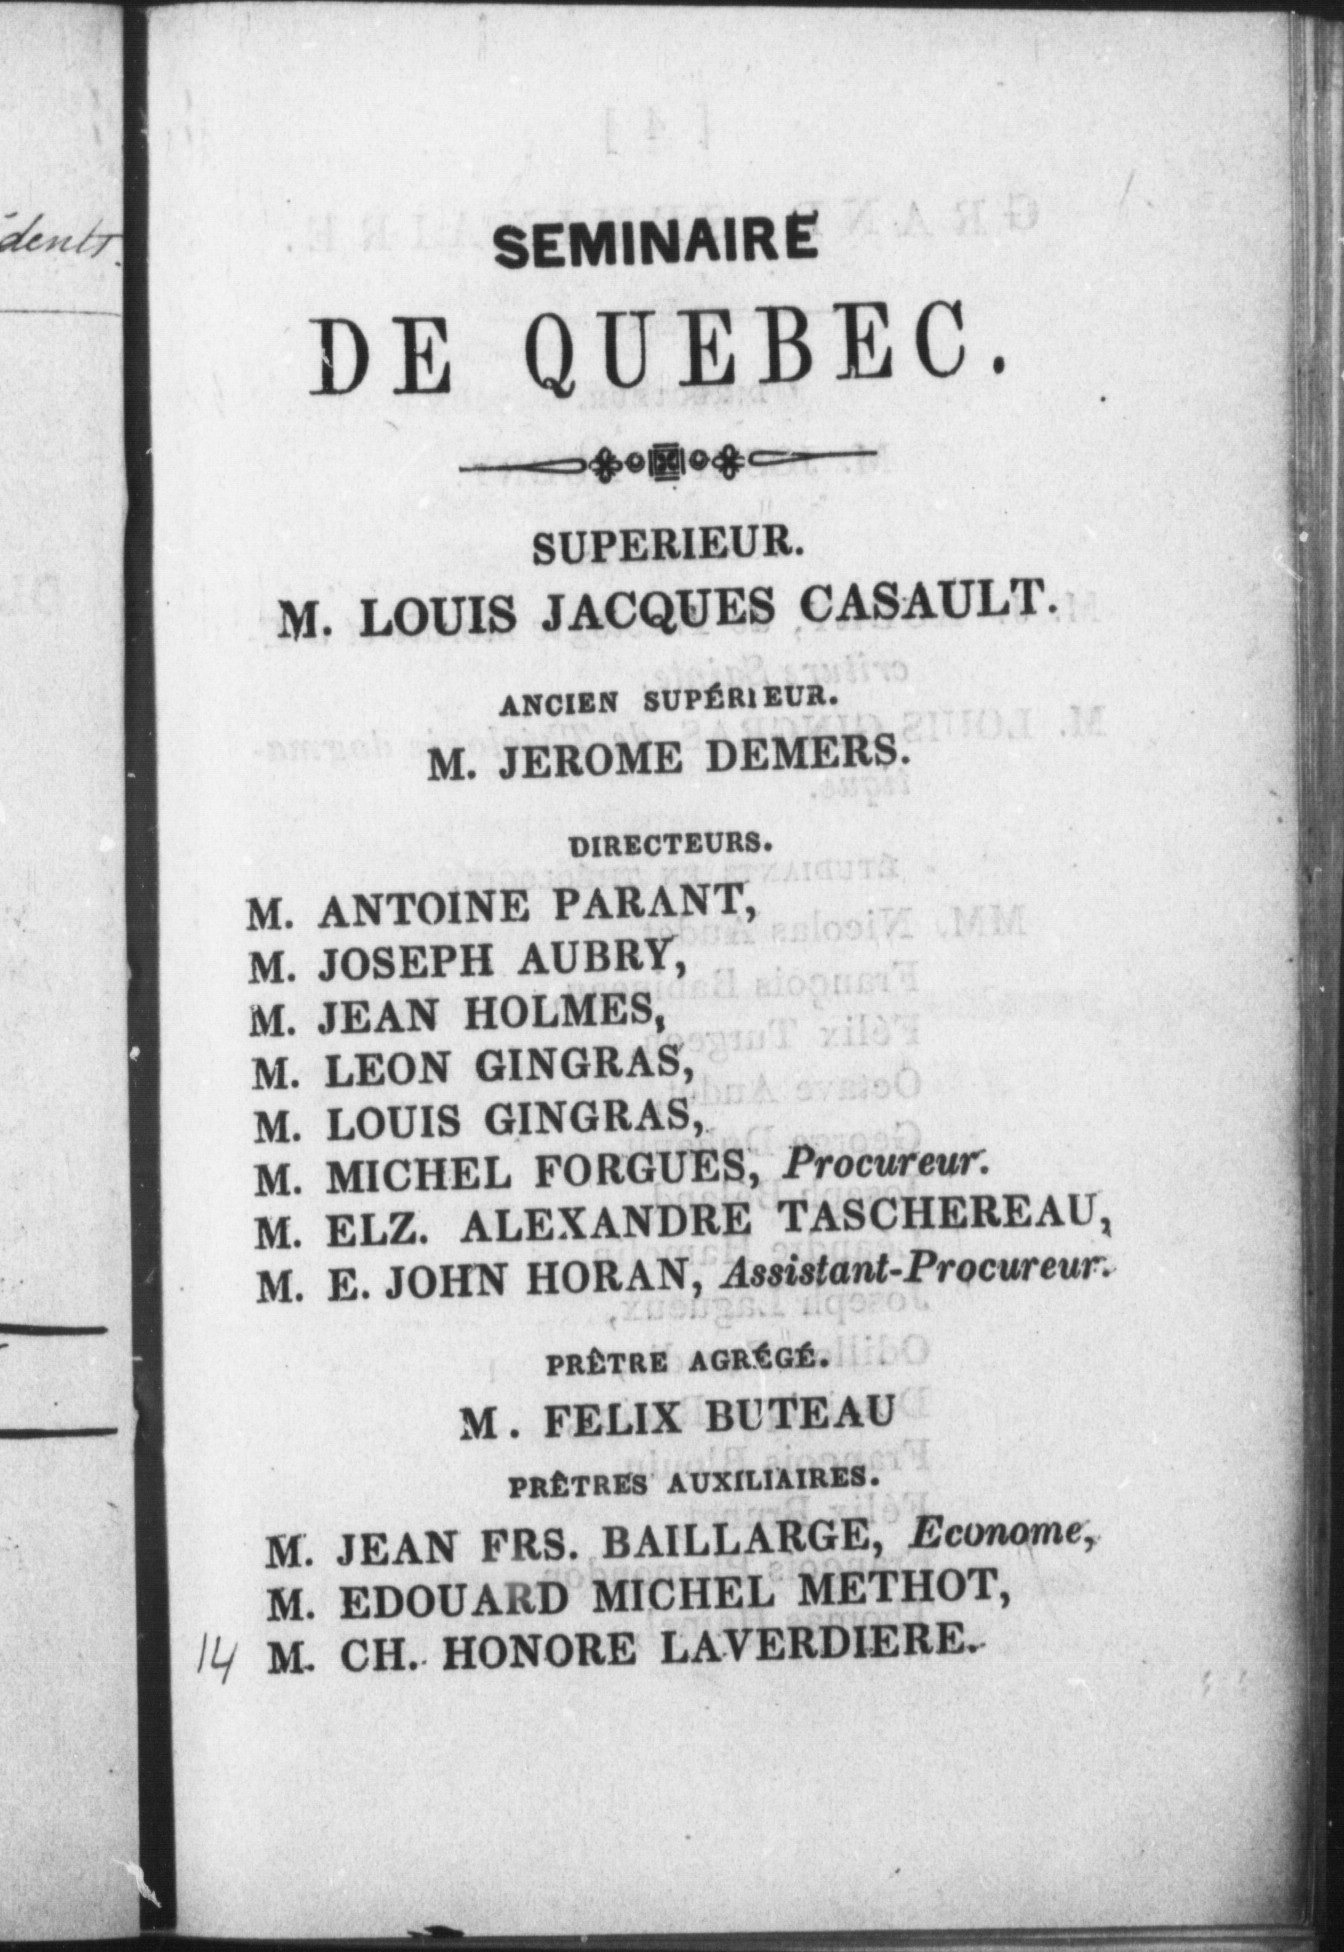 dents.
SEMINAIRE
DE QUEBEC.
SUPERIEUR.
M. LOUIS JACQUES CASAULT.
ANCIEN SUPÉRIEUR.
M. JEROME DEMERS.
DIRECTEURS.
M. ANTOINE PARANT,
M. JOSEPH AUBRY,
M. JEAN HOLMES,
M. LEON GINGRAS,
M. LOUIS GINGRAS,
M. MICHEL FORGUES, Procureur.
M. ELZ. ALEXANDRE TASCHEREAU,
M. E. JOHN HORAN, Assistant-Procureur.
PRÊTRE AGRÉGÉ.
M. FELIX BUTEAU
PRÊTRES AUXILIAIRES.
M. JEAN FRS. BAILLARGE, Econome,
M. EDOUARD MICHEL METHOT,
14 M. CH. HONORE LAVERDIERE.